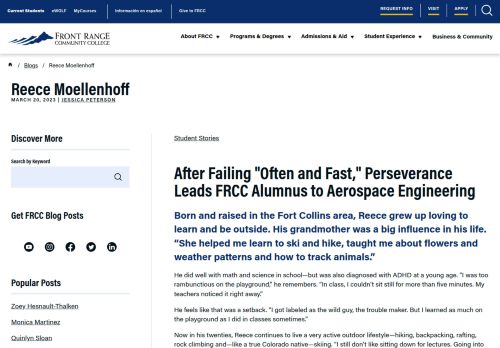 Current Students eWOLF MyCourses Información en español Give to FRCC REQUEST INFO VISIT APPLY
FRONT RANGE
COMMUNITY COLLEGE
About FRCC Programs & Degrees Admissions & Aid Student Experience Business & Community
/ Blogs / Reece Moellenhoff
Reece Moellenhoff
MARCH 20, 2023 | JESSICA PETERSON
Discover More
Search by Keyword
Get FRCC Blog Posts
Popular Posts
Zoey Hesnault-Thalken
Monica Martinez
Quinlyn Sloan
Student Stories
After Failing "Often and Fast," Perseverance
Leads FRCC Alumnus to Aerospace Engineering
Born and raised in the Fort Collins area, Reece grew up loving to
learn and be outside. His grandmother was a big influence in his life.
“She helped me learn to ski and hike, taught me about flowers and
weather patterns and how to track animals.”
He did well with math and science in school—but was also diagnosed with ADHD at a young age. “I was too
rambunctious on the playground,” he remembers. “In class, I couldn't sit still for more than five minutes. My
teachers noticed it right away.”
He feels like that was a setback. “I got labeled as the wild guy, the trouble maker. But I learned as much on
the playground as I did in classes sometimes.”
Now in his twenties, Reece continues to live a very active outdoor lifestyle—hiking, backpacking, rafting,
rock climbing and—like a true Colorado native—skiing. “I still don't like sitting down for lectures. Going into